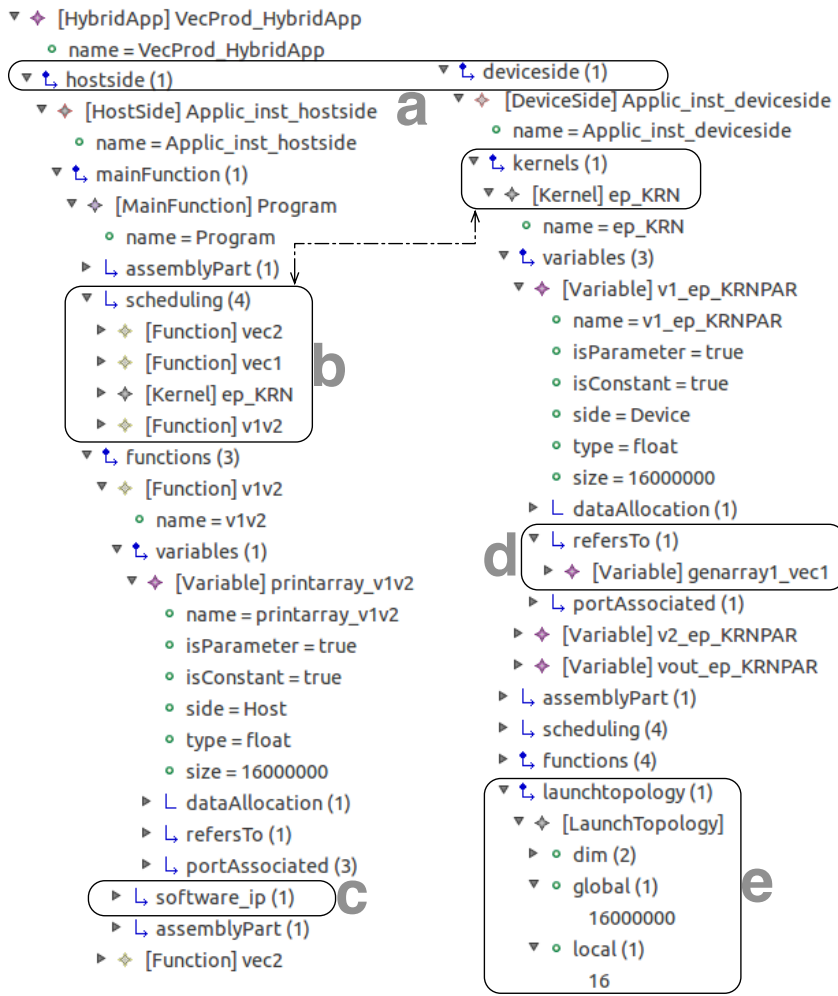 [HybridApp] VecProd_HybridApp
name = VecProd_HybridApp
hostside (1)
[HostSide] Applic_inst_hostside
name = Applic_inst_hostside
mainFunction (1)
[MainFunction] Program
name = Program
assemblyPart (1)
scheduling (4)
[Function] vec2
[Function] vec1
[Kernel] ep_KRN
[Function] v1v2
functions (3)
[Function] v1v2
name = v1v2
variables (1)
[Variable] printarray_v1v2
name = printarray_v1v2
isParameter = true
isConstant = true
side = Host
type = float
size = 16000000
dataAllocation (1)
refersTo (1)
portAssociated (3)
software_ip (1)
assemblyPart (1)
[Function] vec2
a
b
c
deviceside (1)
[DeviceSide] Applic_inst_deviceside
name = Applic_inst_deviceside
kernels (1)
[Kernel] ep_KRN
name = ep_KRN
variables (3)
[Variable] v1_ep_KRNPAR
name = v1_ep_KRNPAR
isParameter = true
isConstant = true
side = Device
type = float
size = 16000000
dataAllocation (1)
refersTo (1)
[Variable] genarray1_vec1
portAssociated (1)
[Variable] v2_ep_KRNPAR
[Variable] vout_ep_KRNPAR
assemblyPart (1)
scheduling (4)
functions (4)
launchtopology (1)
[LaunchTopology]
dim (2)
global (1)
16000000
local (1)
16
d
e